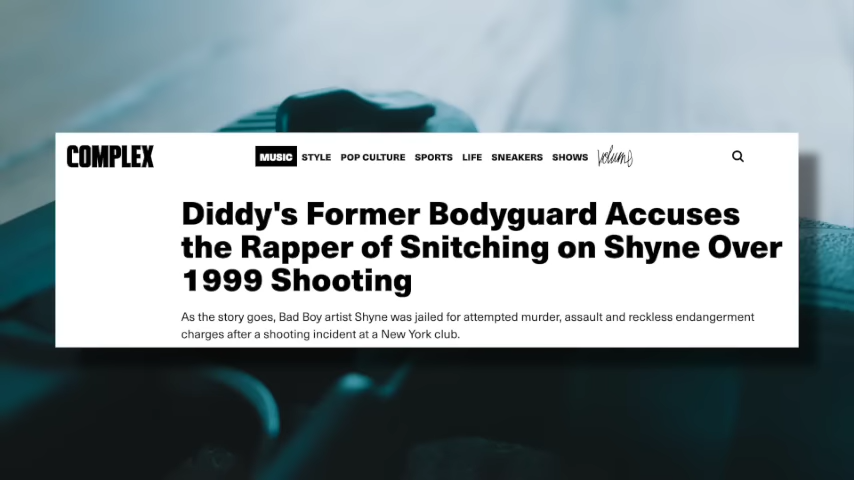 COMPLEX
MUSIC STYLE POP CULTURE SPORTS LIFE SNEAKERS SHOWS Volume
Diddy's Former Bodyguard Accuses
the Rapper of Snitching on Shyne Over
1999 Shooting
As the story goes, Bad Boy artist Shyne was jailed for attempted murder, assault and reckless endangerment
charges after a shooting incident at a New York club.